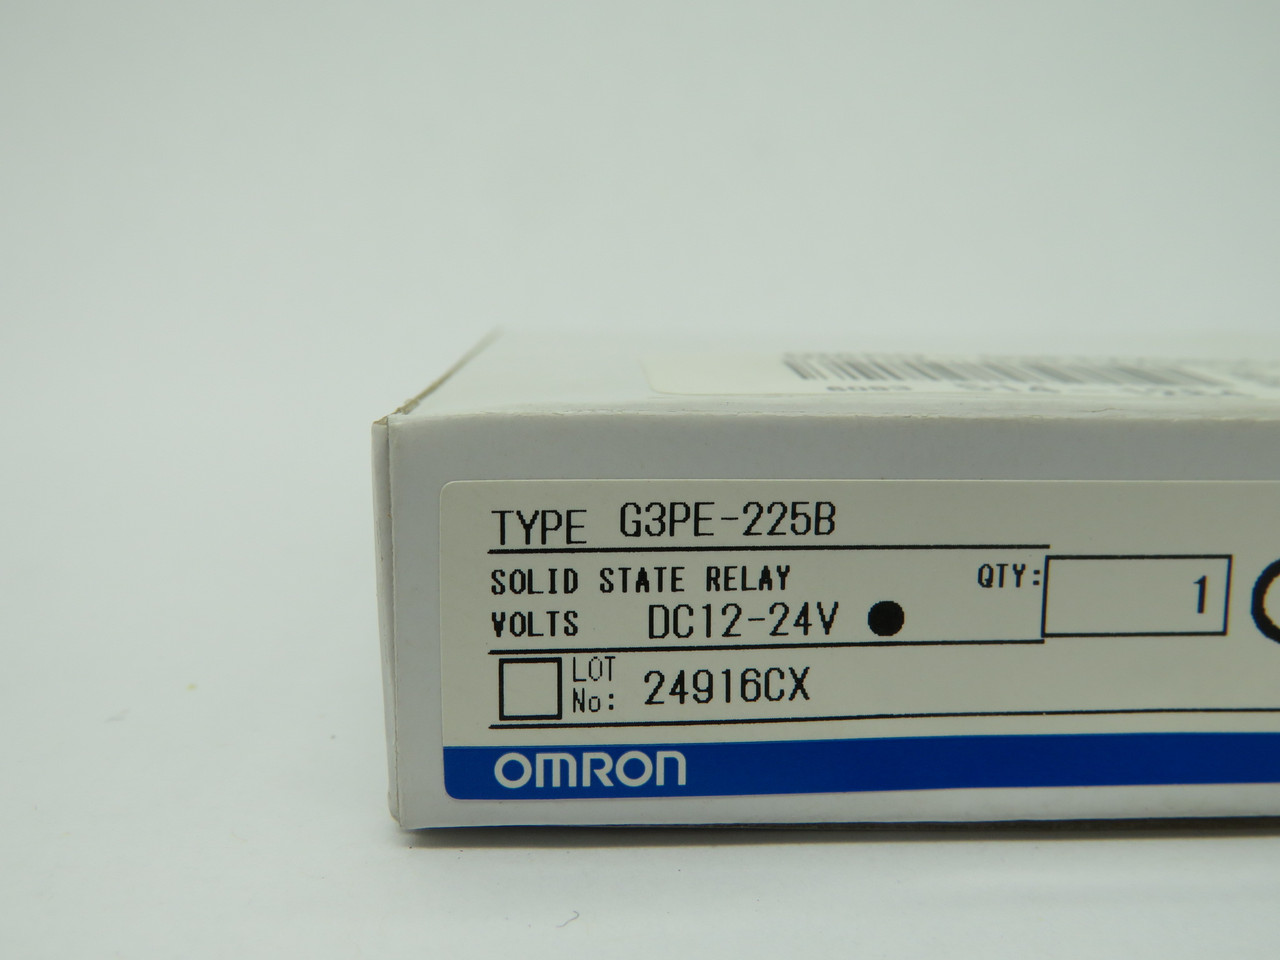 TYPE G3PE-225B
SOLID STATE RELAY QTY: 1
VOLTS DC12-24V
LOT No: 24916CX
OMRON